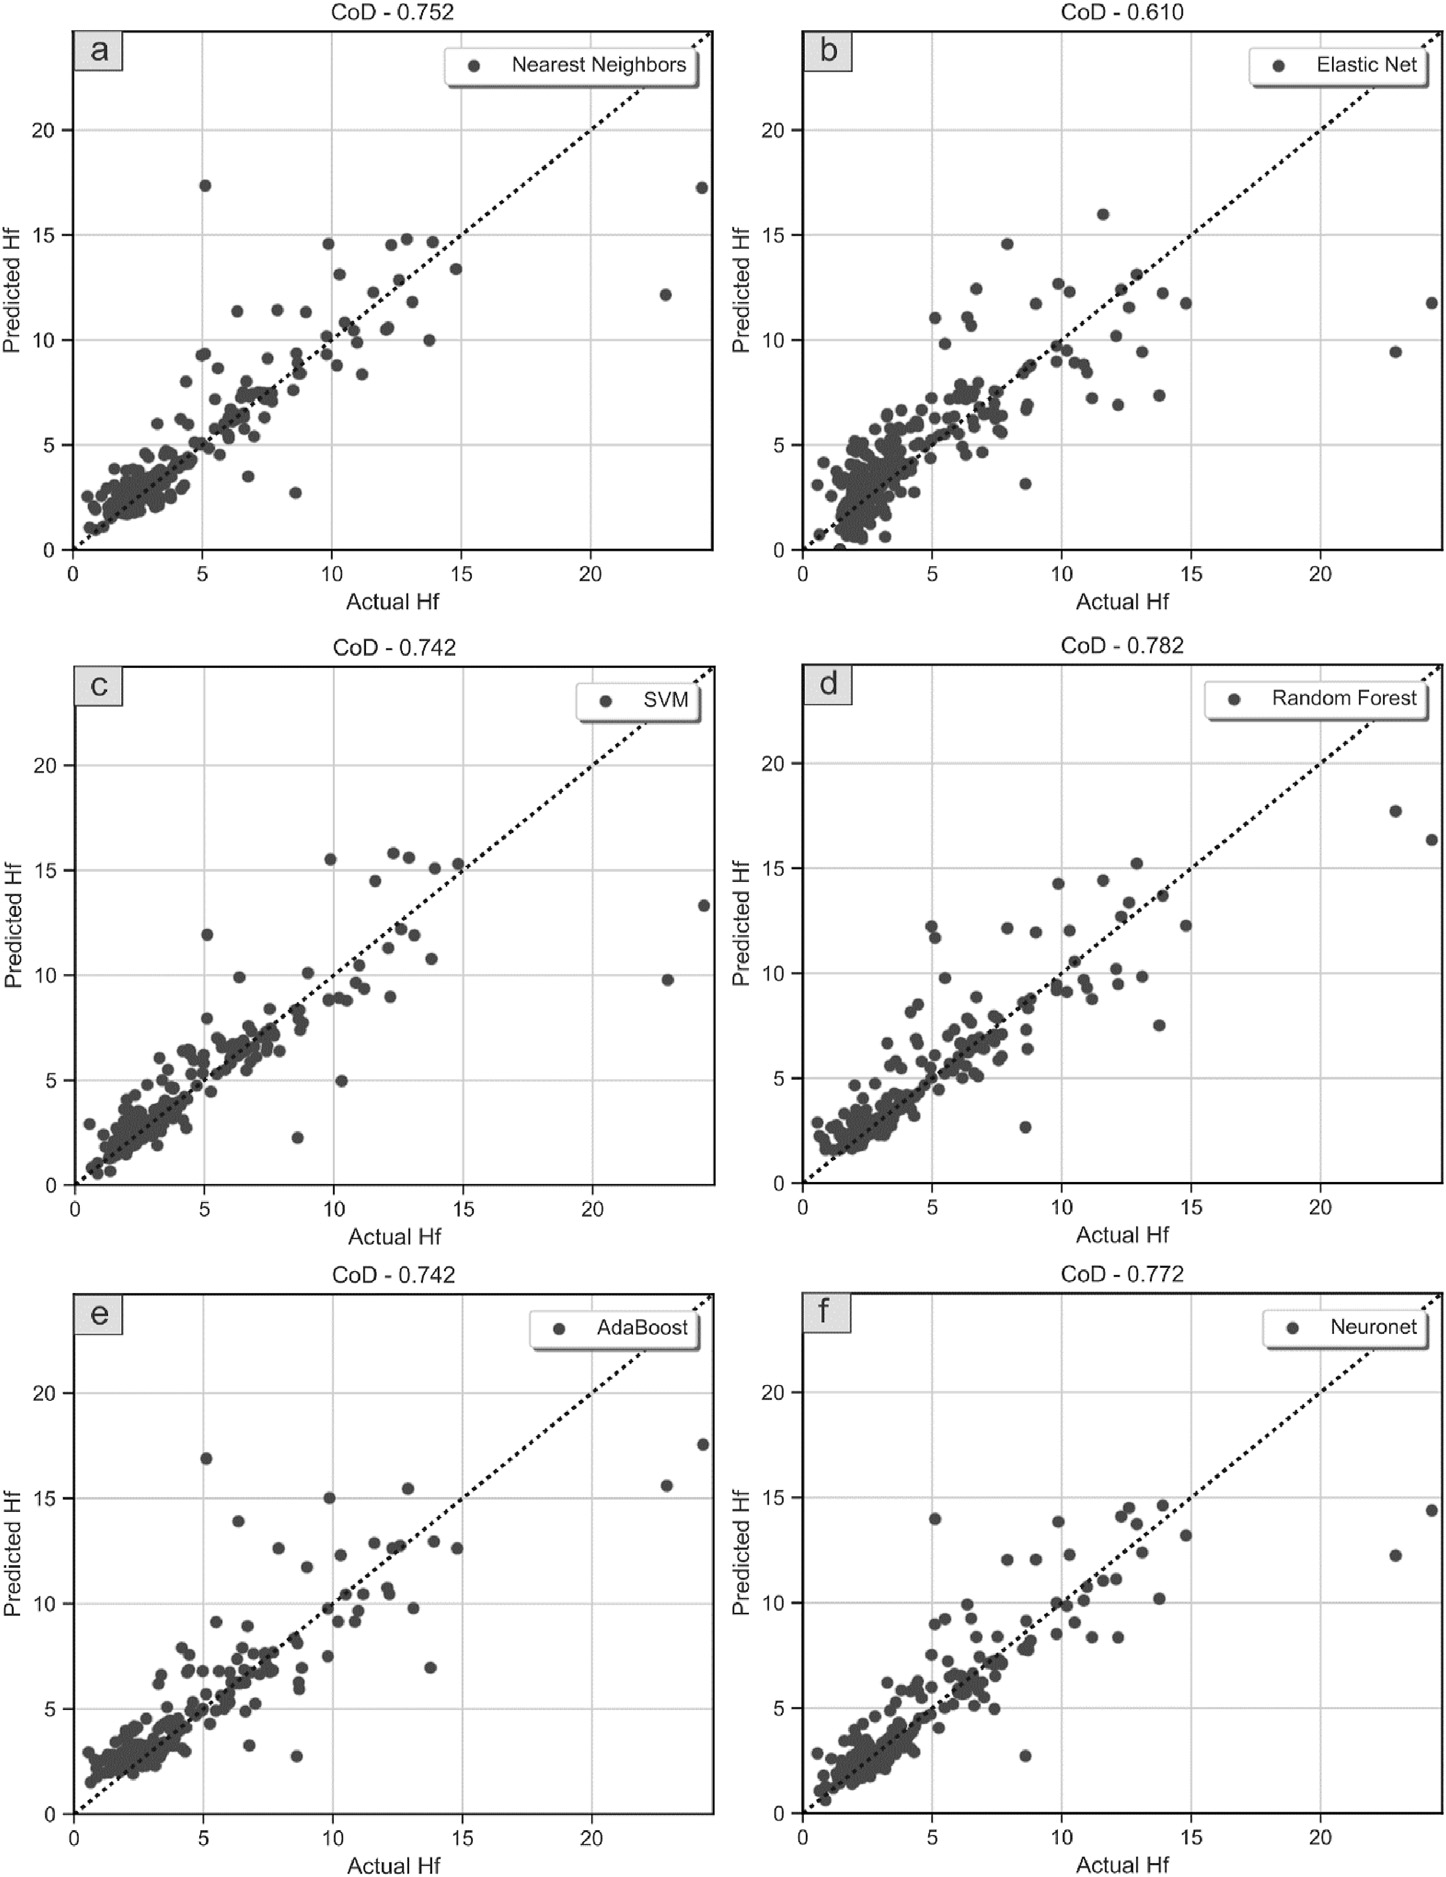 CoD - 0.752
a
Nearest Neighbors
20
15
10
5
0
0 5 10 15 20
Predicted Hf
Actual Hf
CoD - 0.610
b
Elastic Net
20
15
10
5
0
0 5 10 15 20
Predicted Hf
Actual Hf
CoD - 0.742
c
SVM
20
15
10
5
0
0 5 10 15 20
Predicted Hf
Actual Hf
CoD - 0.782
d
Random Forest
20
15
10
5
0
0 5 10 15 20
Predicted Hf
Actual Hf
CoD - 0.742
e
AdaBoost
20
15
10
5
0
0 5 10 15 20
Predicted Hf
Actual Hf
CoD - 0.772
f
Neuronet
20
15
10
5
0
0 5 10 15 20
Predicted Hf
Actual Hf